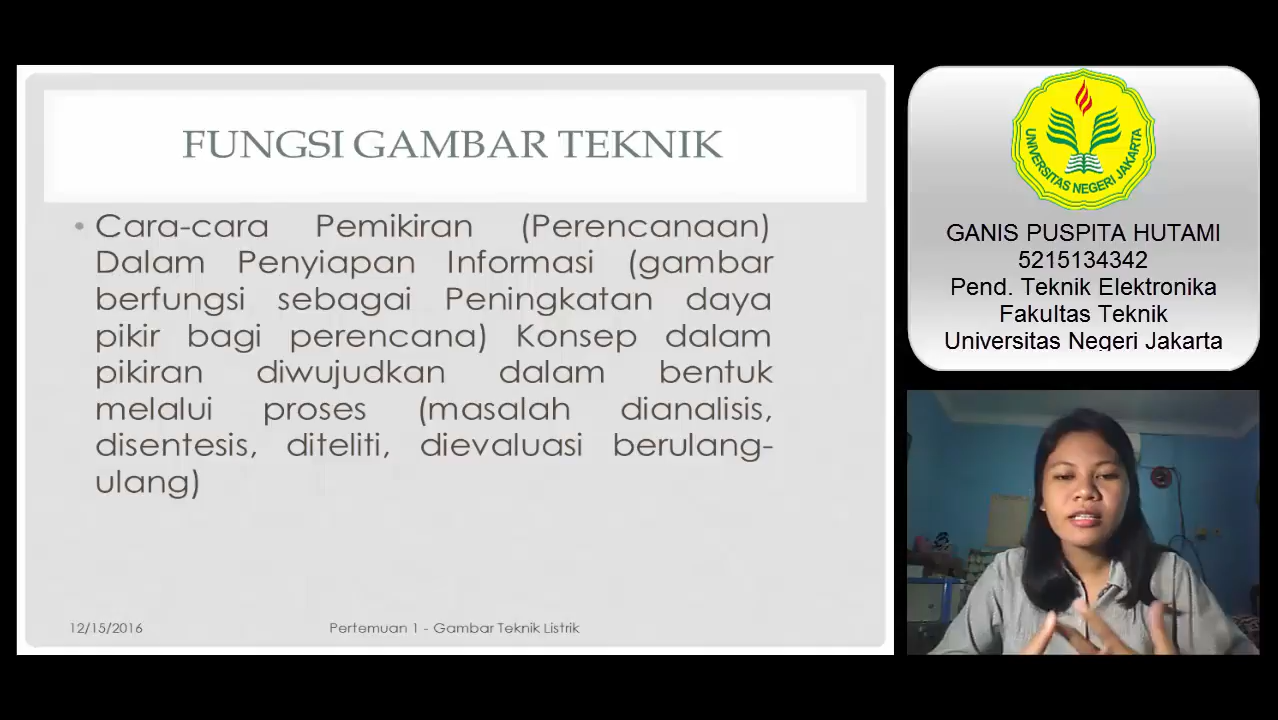 FUNGSI GAMBAR TEKNIK
• Cara-cara Pemikiran (Perencanaan)
Dalam Penyiapan Informasi (gambar
berfungsi sebagai Peningkatan daya
pikir bagi perencana) Konsep dalam
pikiran diwujudkan dalam bentuk
melalui proses (masalah dianalisis,
disentesis, diteliti, dievaluasi berulang-
ulang)
12/15/2016
Pertemuan 1 - Gambar Teknik Listrik
UNIVERSITAS NEGERI JAKARTA
GANIS PUSPITA HUTAMI
5215134342
Pend. Teknik Elektronika
Fakultas Teknik
Universitas Negeri Jakarta